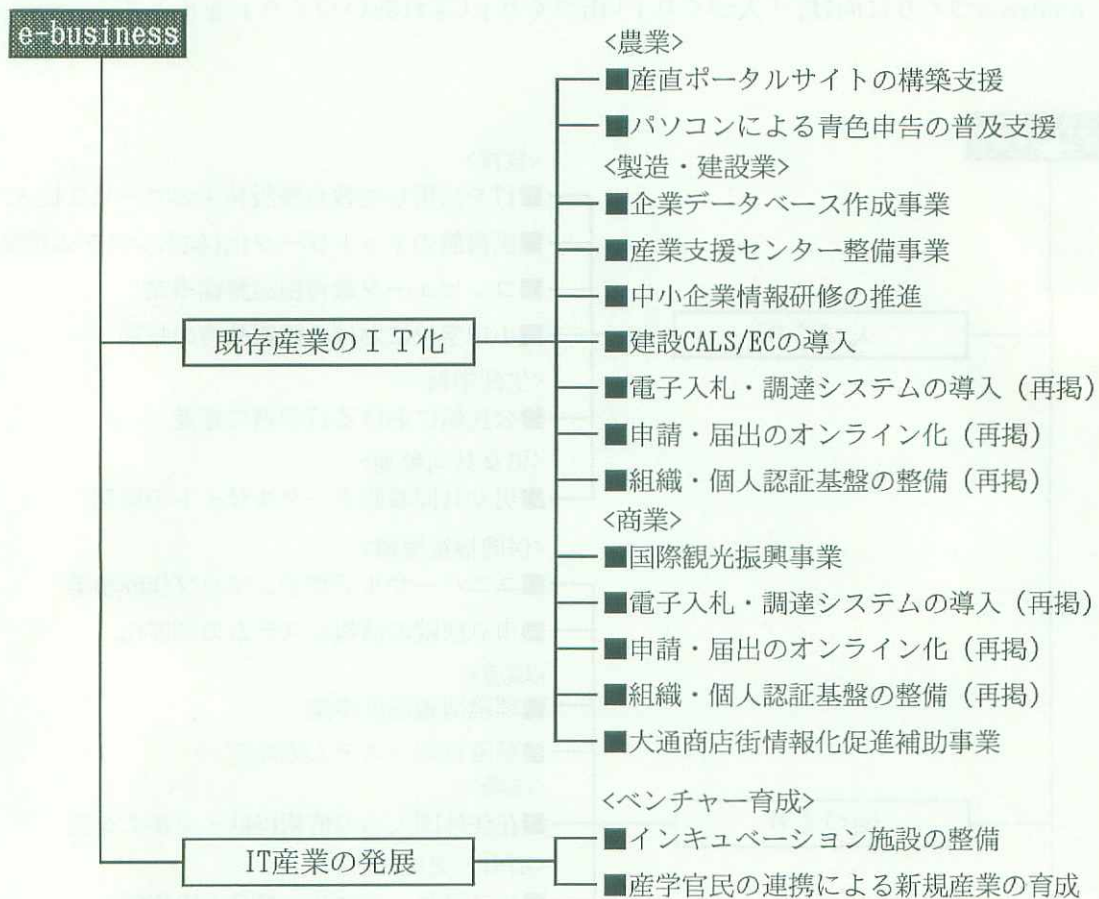 e-business
<農業>
■産直ポータルサイトの構築支援
■パソコンによる青色申告の普及支援
<製造・建設業>
■企業データベース作成事業
■産業支援センター整備事業
■中小企業情報研修の推進
既存産業のＩＴ化
■建設CALS/ECの導入
■電子入札・調達システムの導入（再掲）
■申請・届出のオンライン化（再掲）
■組織・個人認証基盤の整備（再掲）
<商業>
■国際観光振興事業
■電子入札・調達システムの導入（再掲）
■申請・届出のオンライン化（再掲）
■組織・個人認証基盤の整備（再掲）
■大通商店街情報化促進補助事業
<ベンチャー育成>
■インキュベーション施設の整備
IT産業の発展
■産学官民の連携による新規産業の育成